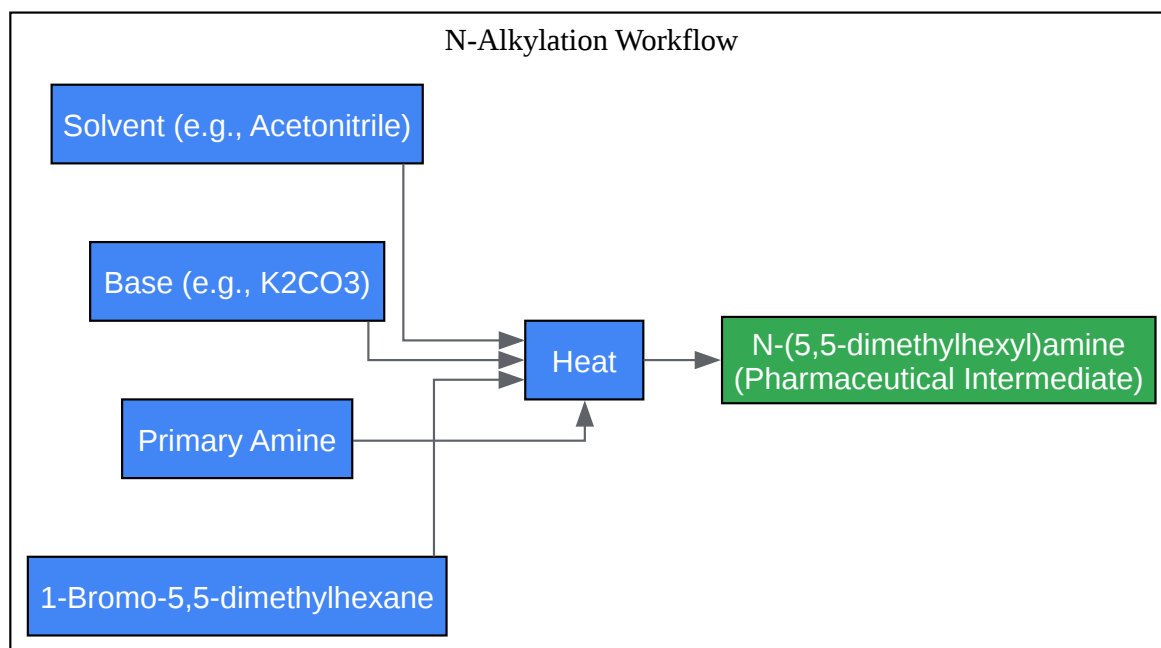 N-Alkylation Workflow
Solvent (e.g., Acetonitrile)
Base (e.g., K2CO3)
Heat
N-(5,5-dimethylhexyl)amine
(Pharmaceutical Intermediate)
Primary Amine
1-Bromo-5,5-dimethylhexane